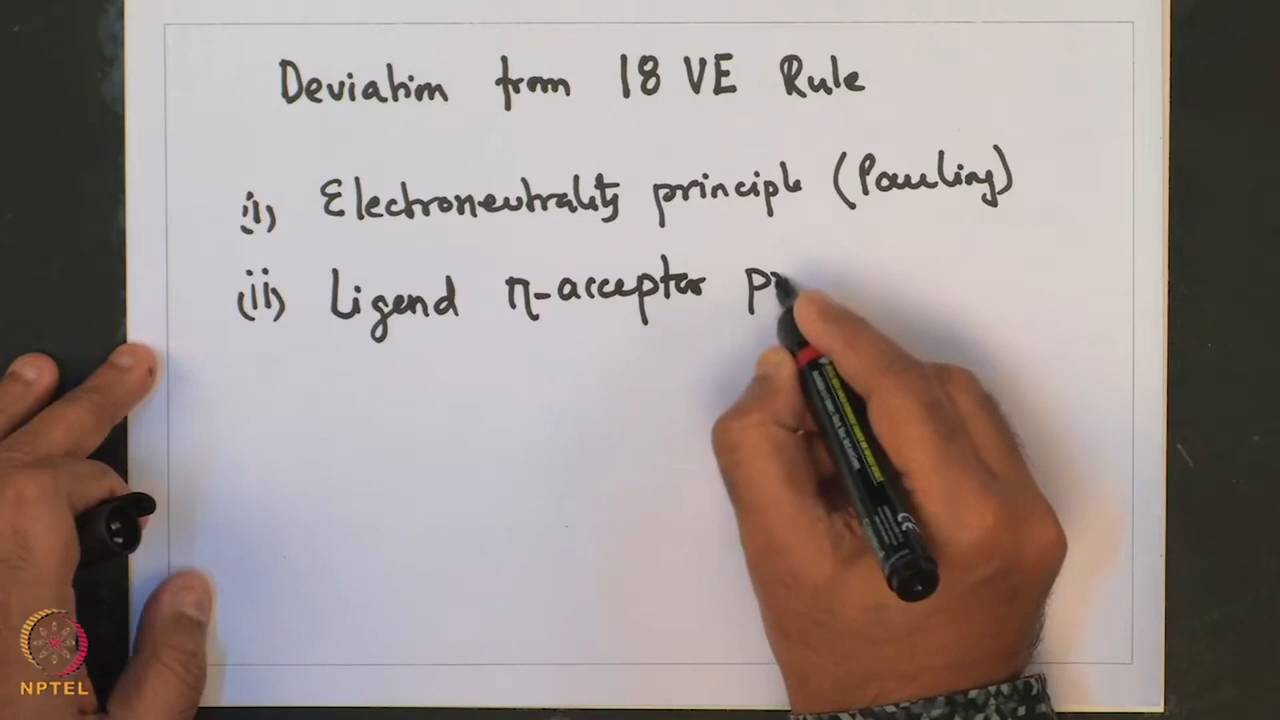 Deviation from 18 VE Rule
(i) Electroneutrality principle (Pauling)
(ii) Ligand π-acceptor
NPTEL